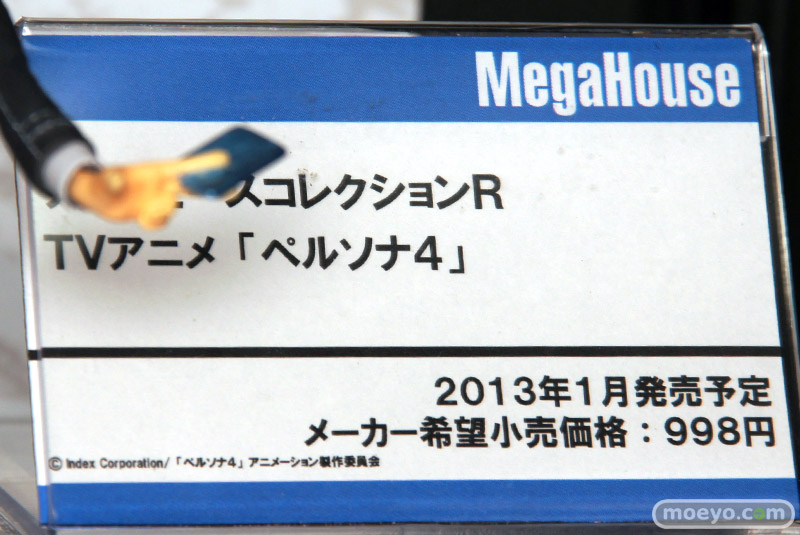 MegaHouse
スコレクションR
TVアニメ「ペルソナ4」
2013年1月発売予定
メーカー希望小売価格：998円
© Index Corporation/「ペルソナ4」アニメーション製作委員会
moeyo.com